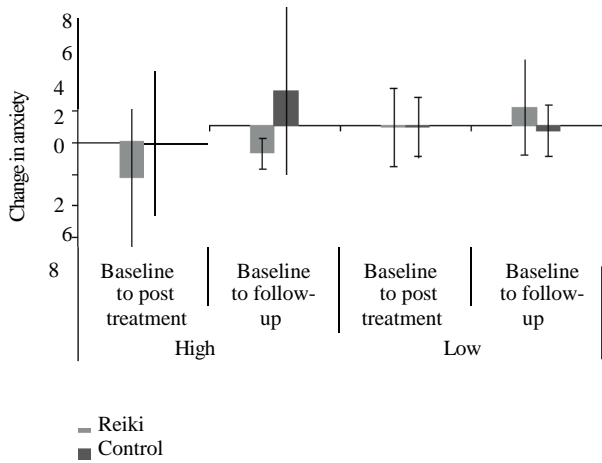 8
6
4
2
0
2
6
8
Change in anxiety
Baseline
to post
treatment
Baseline
to follow-
up
Baseline
to post
treatment
Baseline
to follow-
up
High
Low
Reiki
Control